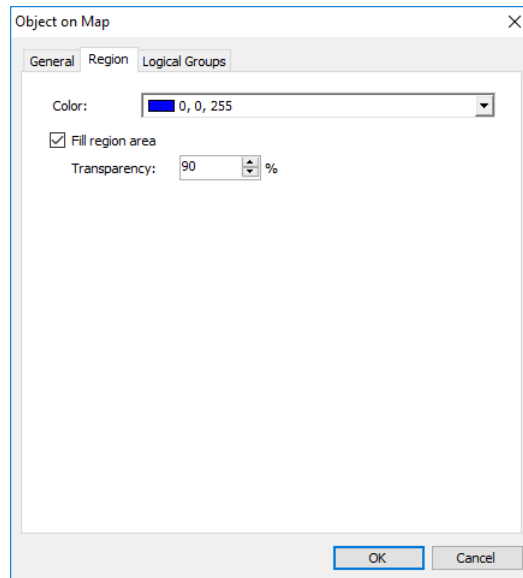 Object on Map
General Region Logical Groups
Color: 0, 0, 255
Fill region area
Transparency: 90 %
OK Cancel